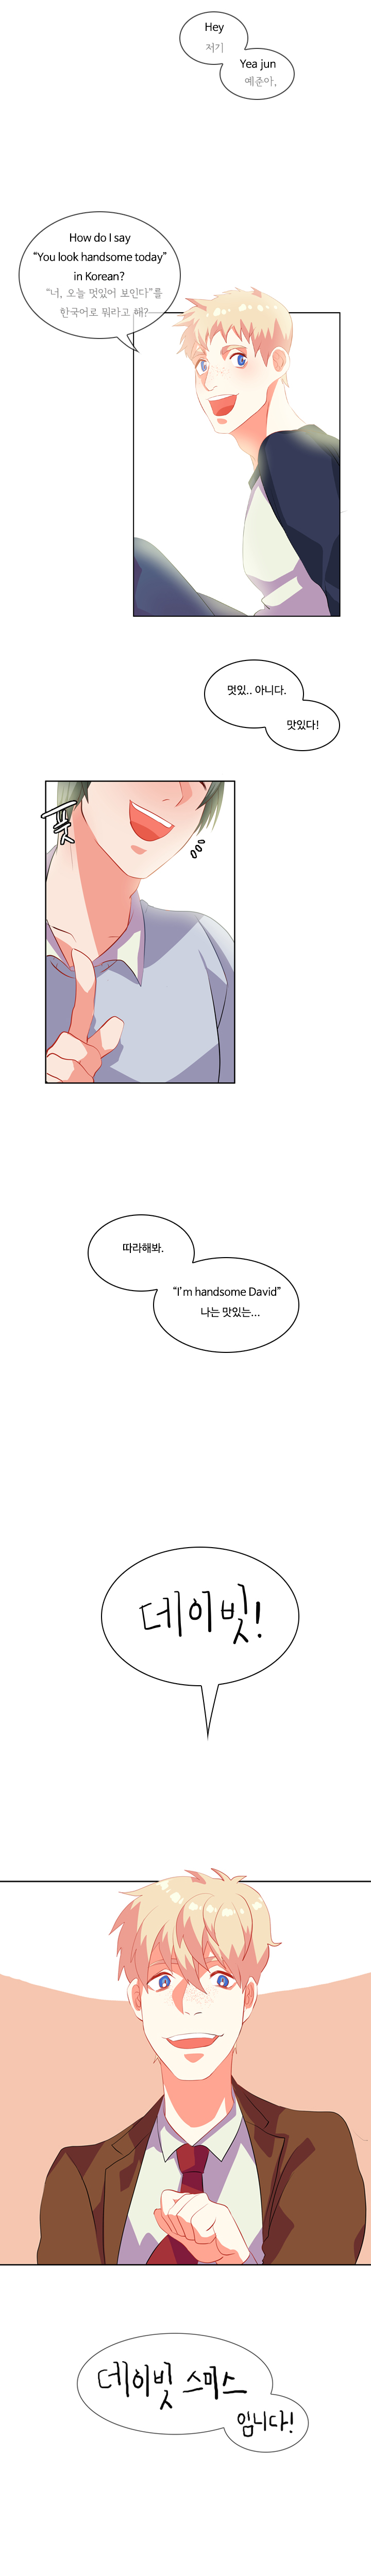 Hey
저기
Yea jun
예준아,
How do I say
“You look handsome today”
in Korean?
“너, 오늘 멋있어 보인다”를
한국어로 뭐라고 해?
멋있.. 아니다.
맛있다!
풋
따라해봐.
“I’m handsome David”
나는 맛있는...
데이빗!
데이빗 스미스
입니다!